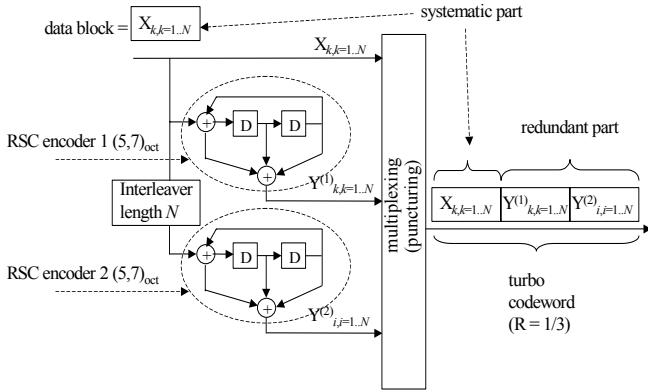 data block = X_{k,k=1..N}
systematic part
X_{k,k=1..N}
RSC encoder 1 (5,7)_{oct}
+
D
D
+
Y^{(1)}_{k,k=1..N}
Interleaver
length N
RSC encoder 2 (5,7)_{oct}
+
D
D
+
Y^{(2)}_{i,i=1..N}
multiplexing
(puncturing)
redundant part
X_{k,k=1..N} Y^{(1)}_{k,k=1..N} Y^{(2)}_{i,i=1..N}
turbo
codeword
(R = 1/3)